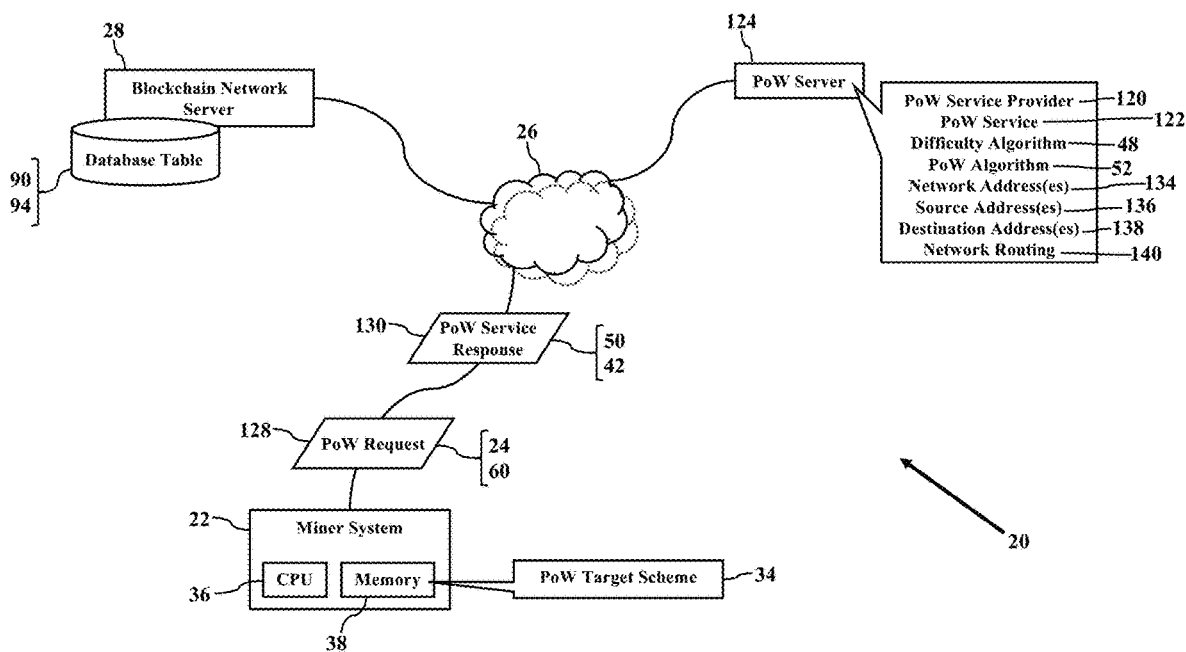 28
Blockchain Network
Server
Database Table
90
94
124
PoW Server
PoW Service Provider
120
PoW Service
122
Difficulty Algorithm
48
PoW Algorithm
52
Network Address(es)
134
Source Address(es)
136
Destination Address(es)
138
Network Routing
140
26
130
PoW Service
Response
50
42
128
PoW Request
24
60
22
Miner System
CPU
Memory
36
38
PoW Target Scheme
34
20